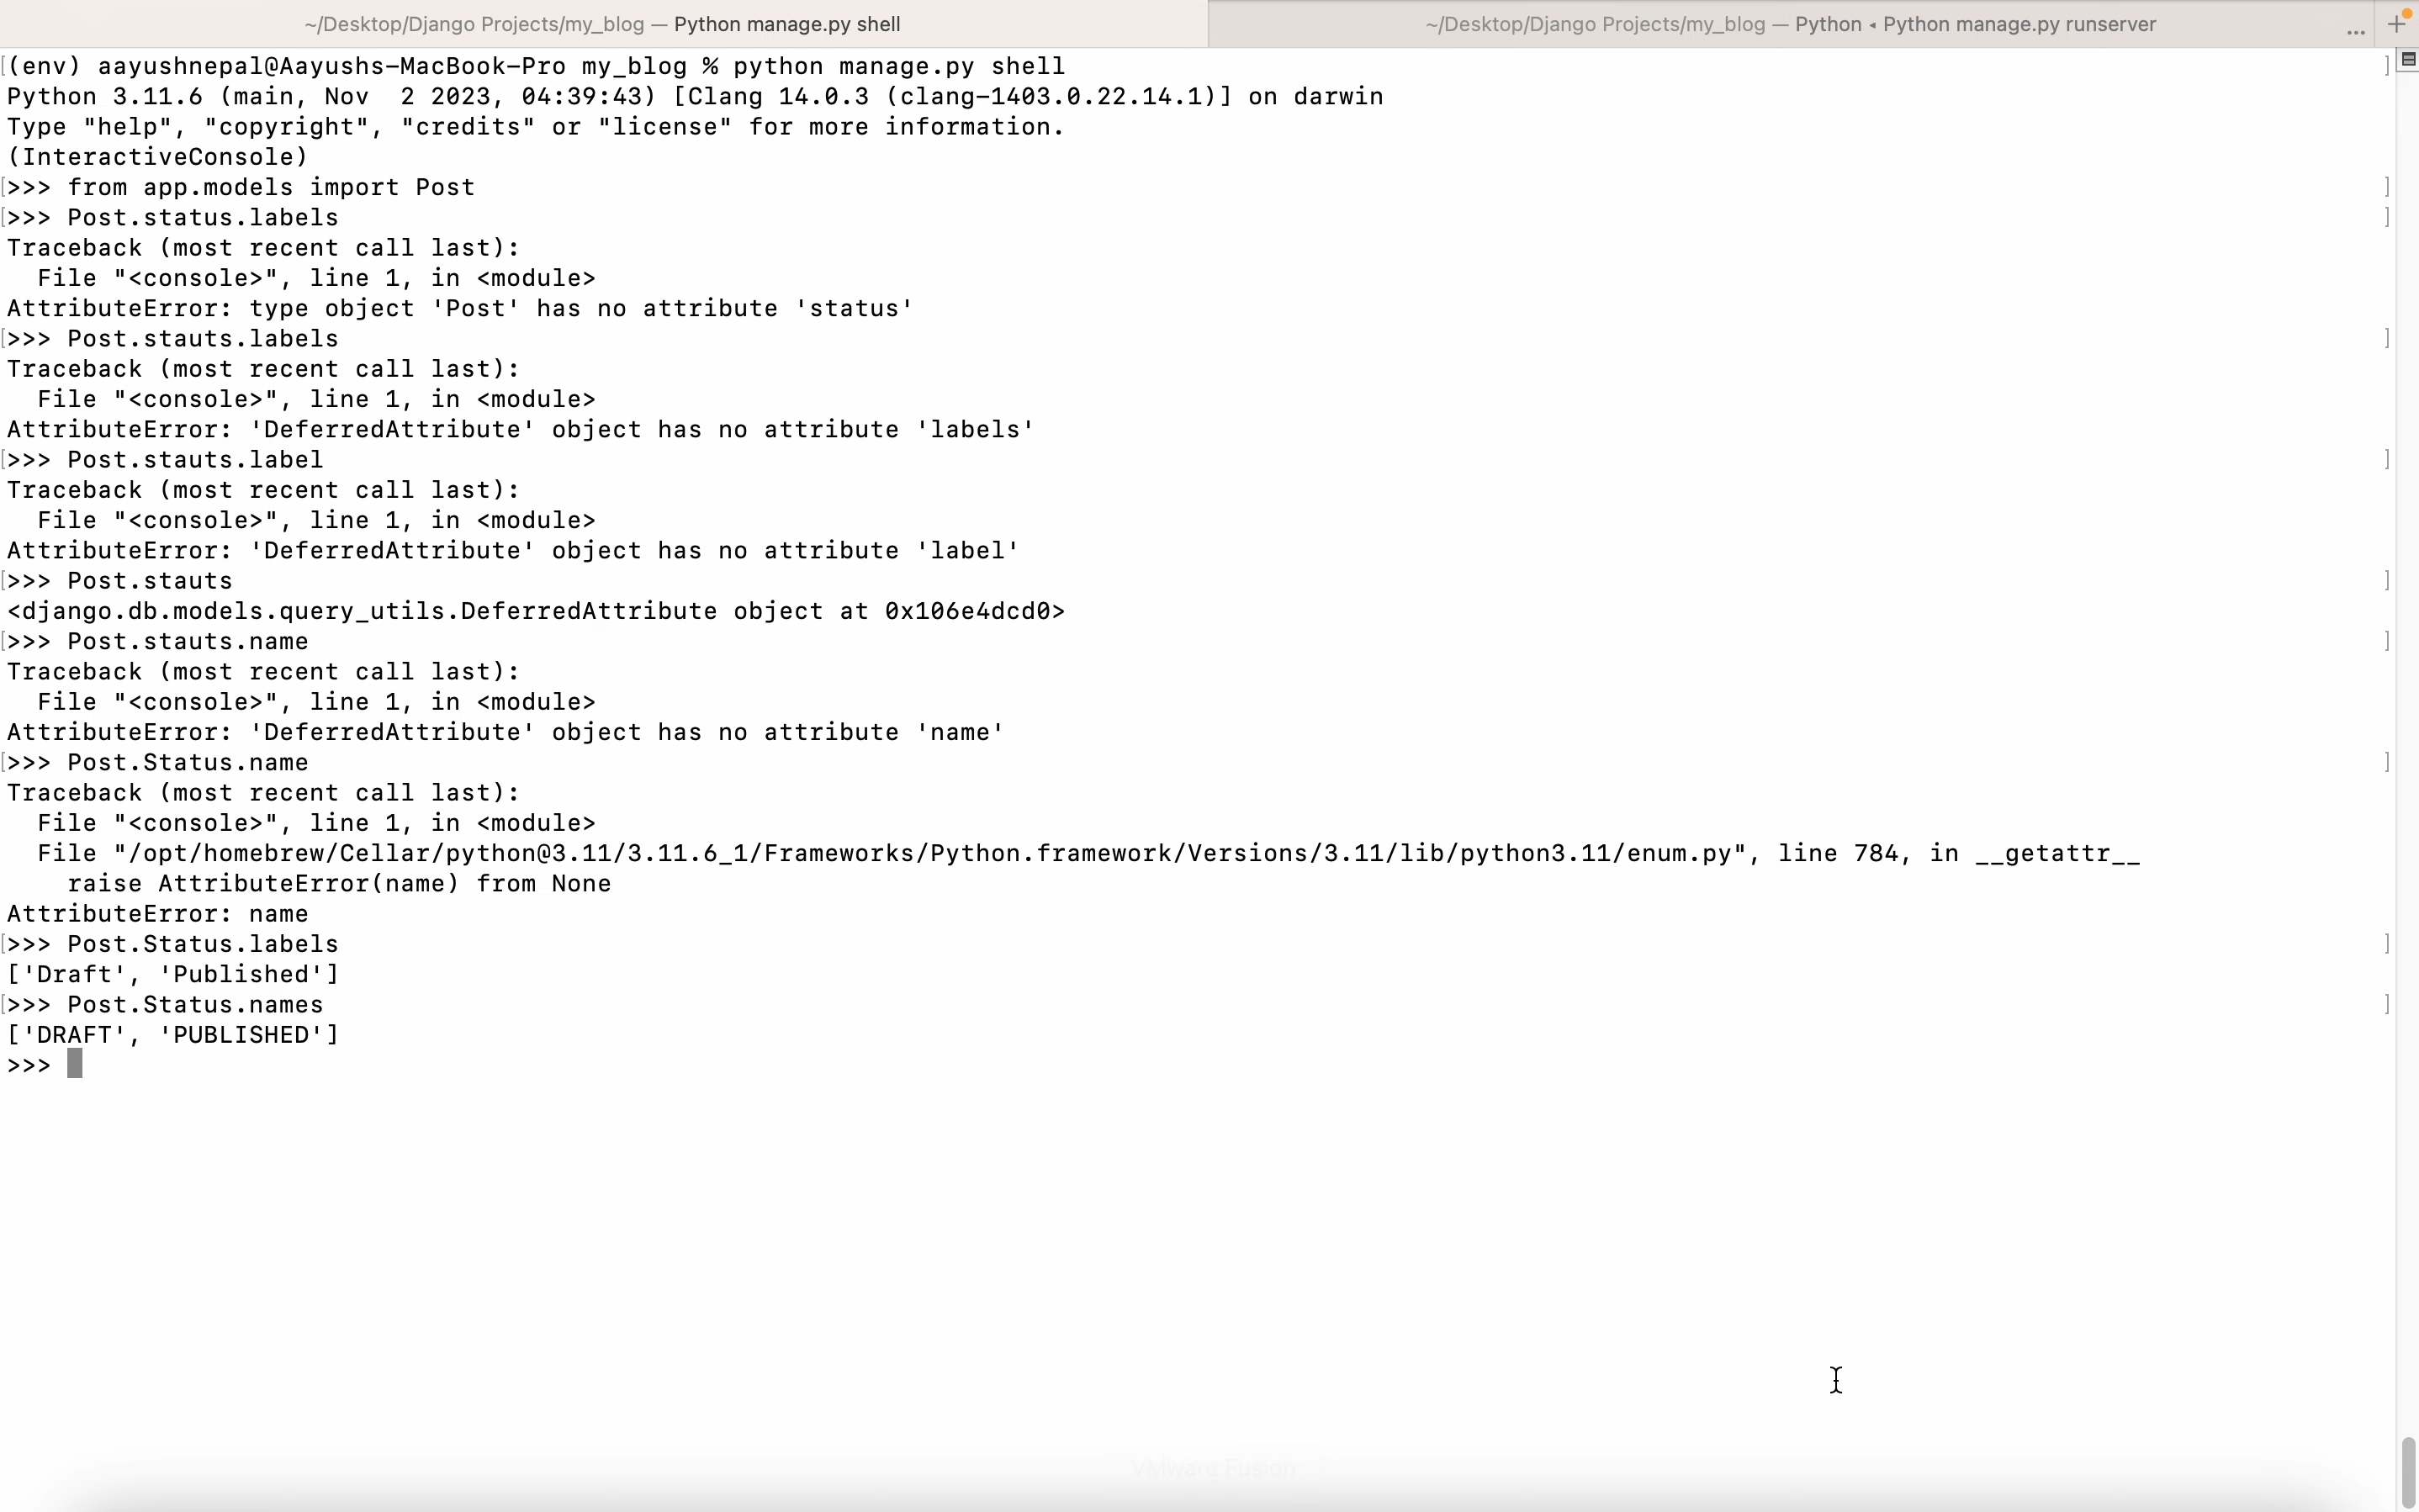 ~/Desktop/Django Projects/my_blog — Python manage.py shell
~/Desktop/Django Projects/my_blog — Python ◂ Python manage.py runserver
... +
(env) aayushnepal@Aayushs-MacBook-Pro my_blog % python manage.py shell
Python 3.11.6 (main, Nov  2 2023, 04:39:43) [Clang 14.0.3 (clang-1403.0.22.14.1)] on darwin
Type "help", "copyright", "credits" or "license" for more information.
(InteractiveConsole)
>>> from app.models import Post
>>> Post.status.labels
Traceback (most recent call last):
  File "<console>", line 1, in <module>
AttributeError: type object 'Post' has no attribute 'status'
>>> Post.stauts.labels
Traceback (most recent call last):
  File "<console>", line 1, in <module>
AttributeError: 'DeferredAttribute' object has no attribute 'labels'
>>> Post.stauts.label
Traceback (most recent call last):
  File "<console>", line 1, in <module>
AttributeError: 'DeferredAttribute' object has no attribute 'label'
>>> Post.stauts
<django.db.models.query_utils.DeferredAttribute object at 0x106e4dcd0>
>>> Post.stauts.name
Traceback (most recent call last):
  File "<console>", line 1, in <module>
AttributeError: 'DeferredAttribute' object has no attribute 'name'
>>> Post.Status.name
Traceback (most recent call last):
  File "<console>", line 1, in <module>
  File "/opt/homebrew/Cellar/python@3.11/3.11.6_1/Frameworks/Python.framework/Versions/3.11/lib/python3.11/enum.py", line 784, in __getattr__
    raise AttributeError(name) from None
AttributeError: name
>>> Post.Status.labels
['Draft', 'Published']
>>> Post.Status.names
['DRAFT', 'PUBLISHED']
>>>
VMware Fusion